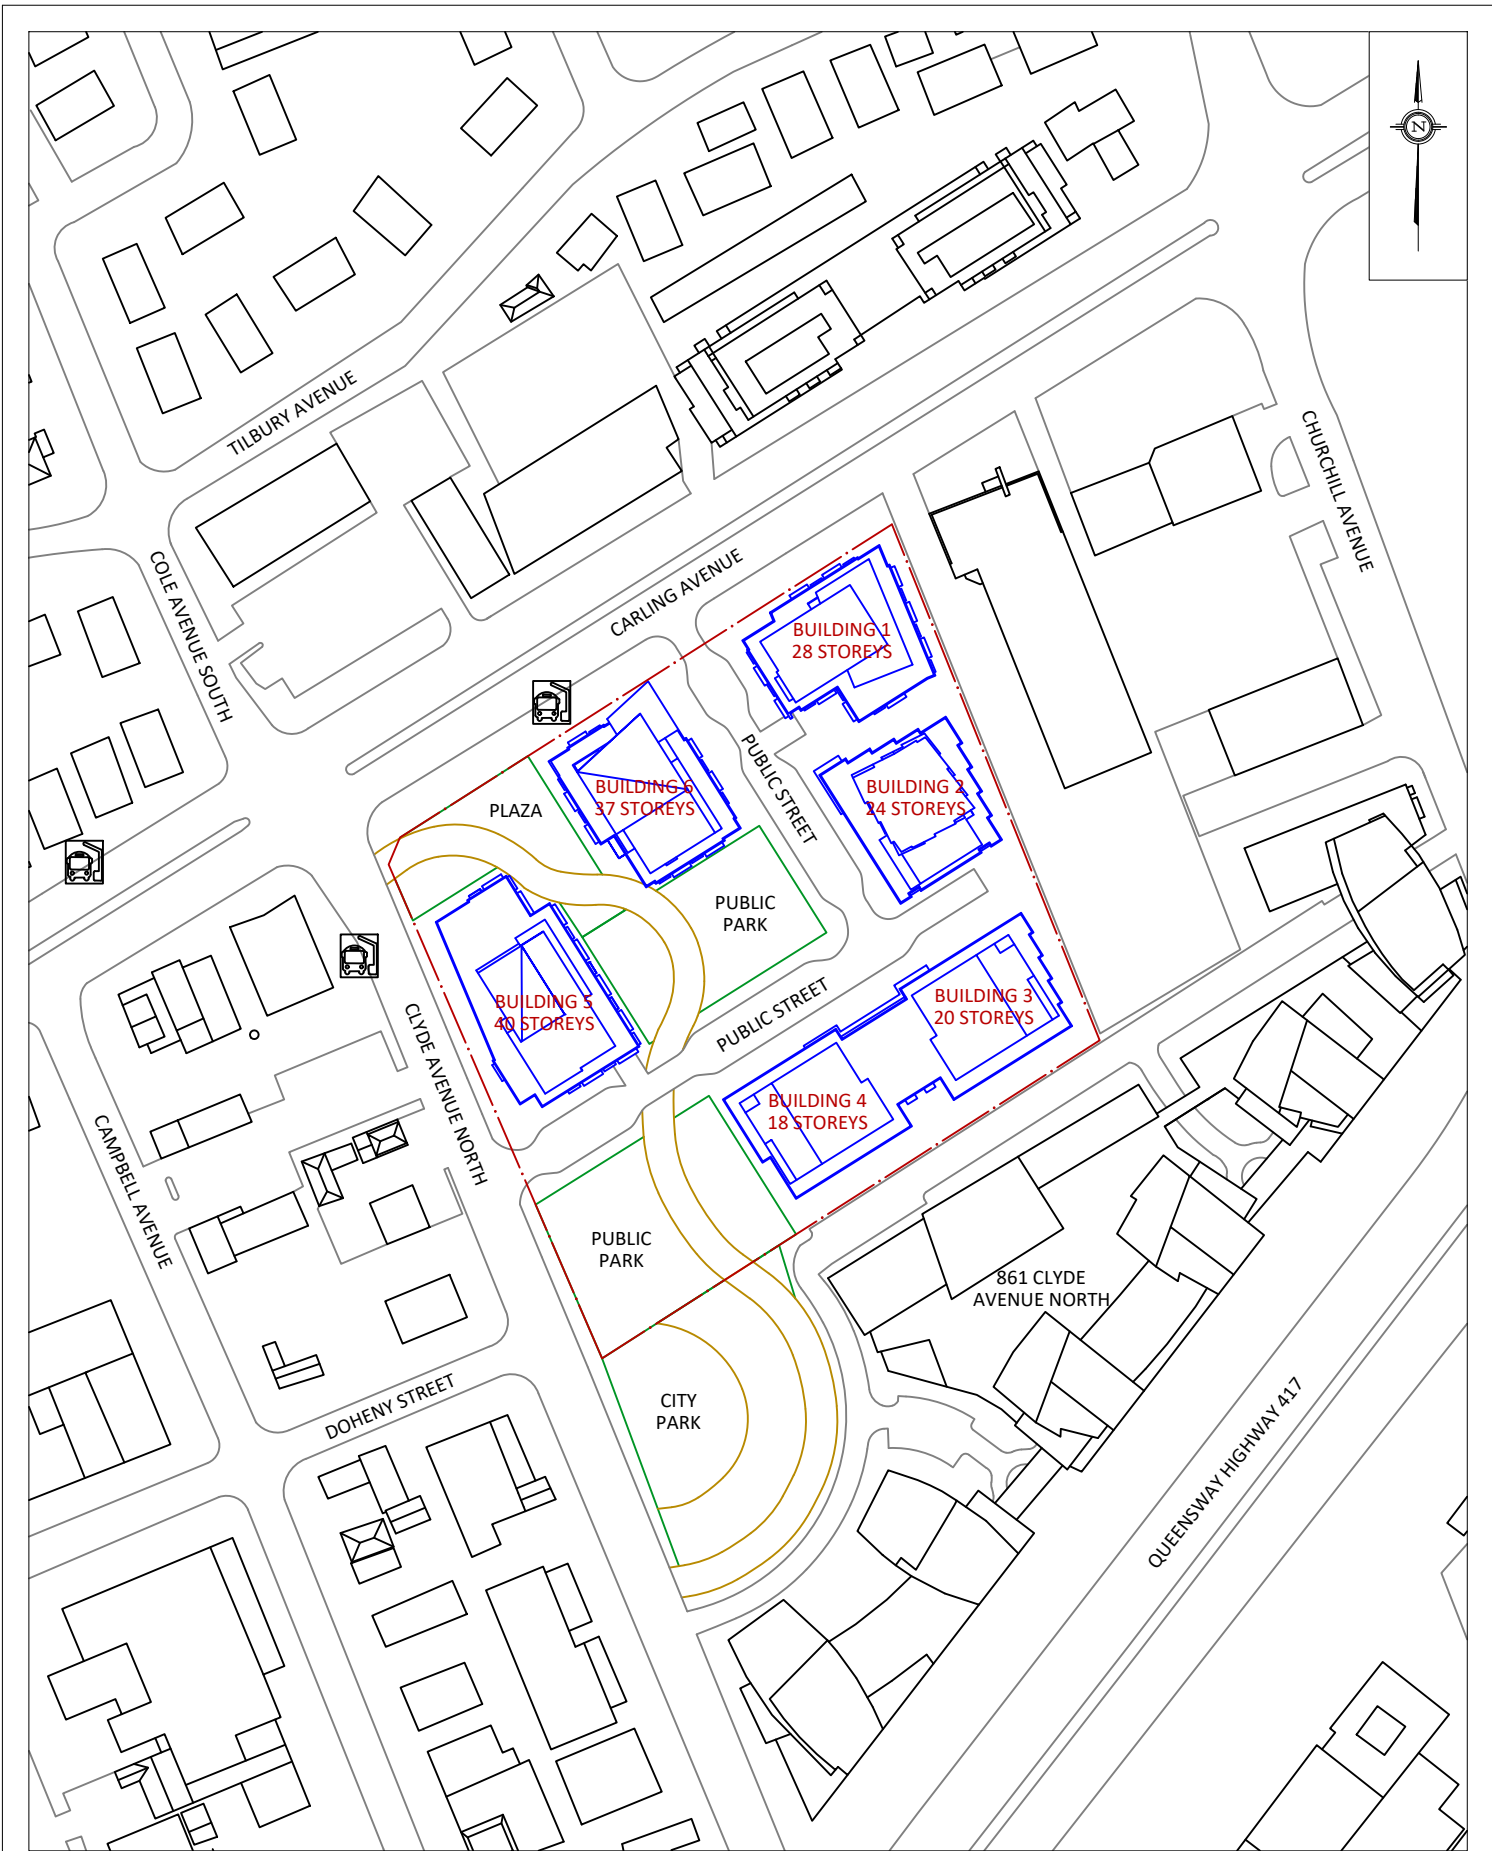 N
TILBURY AVENUE
CHURCHILL AVENUE
COLE AVENUE SOUTH
CARLING AVENUE
BUILDING 1
28 STOREYS
PUBLIC STREET
BUILDING 6
37 STOREYS
BUILDING 2
24 STOREYS
PLAZA
PUBLIC
PARK
BUILDING 5
40 STOREYS
BUILDING 3
20 STOREYS
PUBLIC STREET
CLYDE AVENUE NORTH
BUILDING 4
18 STOREYS
CAMPBELL AVENUE
PUBLIC
PARK
861 CLYDE
AVENUE NORTH
CITY
PARK
DOHENY STREET
QUEENSWAY HIGHWAY 417